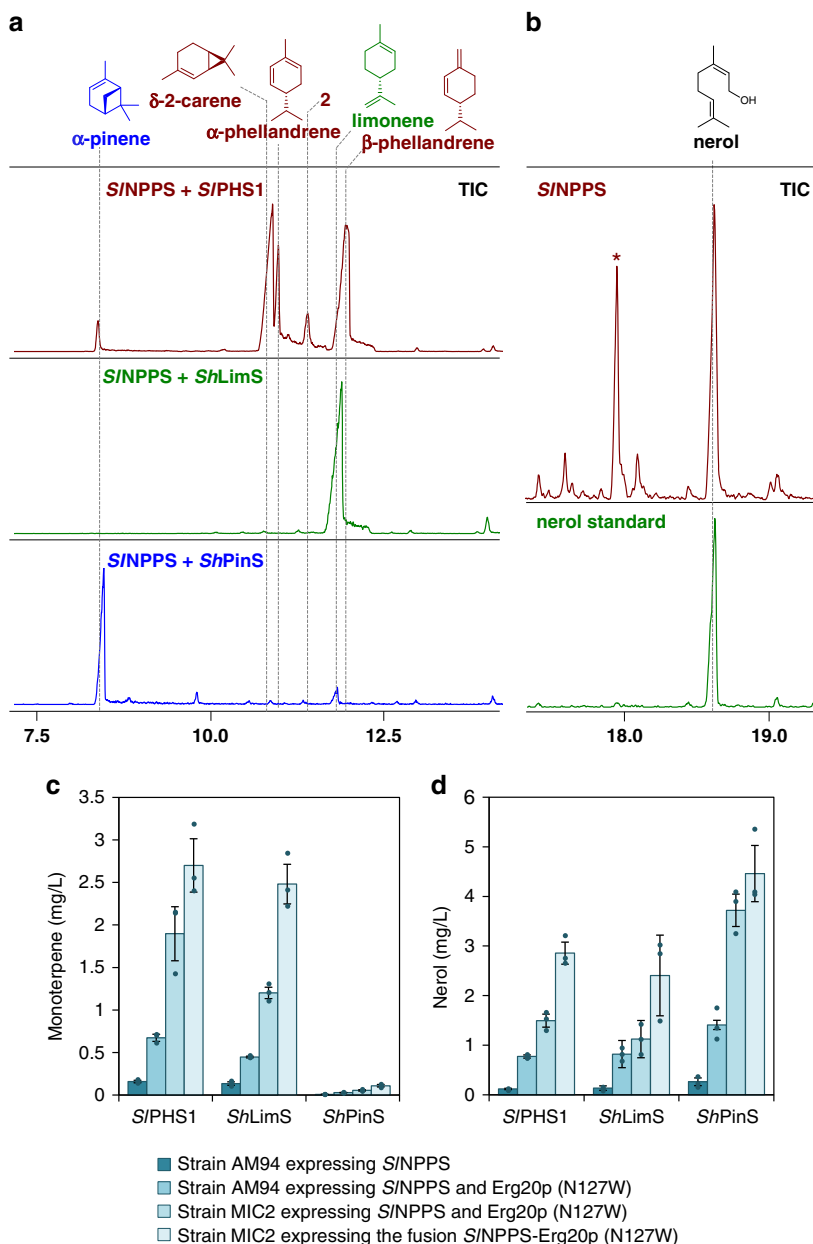 a
b
δ-2-carene
2
OH
α-pinene
α-phellandrene
limonene
β-phellandrene
nerol
SlNPPS + SlPHS1
TIC
SlNPPS
TIC
*
SlNPPS + ShLimS
nerol standard
SlNPPS + ShPinS
7.5 10.0 12.5
18.0 19.0
c
d
Monoterpene (mg/L)
3.5
3
2.5
2
1.5
1
0.5
0
SlPHS1 ShLimS ShPinS
Nerol (mg/L)
6
5
4
3
2
1
0
SlPHS1 ShLimS ShPinS
Strain AM94 expressing SlNPPS
Strain AM94 expressing SlNPPS and Erg20p (N127W)
Strain MIC2 expressing SlNPPS and Erg20p (N127W)
Strain MIC2 expressing the fusion SlNPPS-Erg20p (N127W)